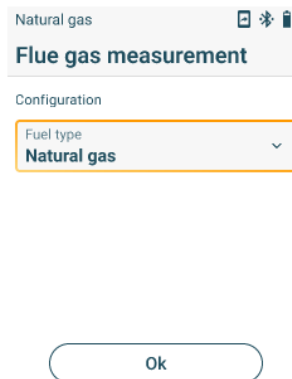 Natural gas
Flue gas measurement
Configuration
Fuel type
Natural gas
Ok